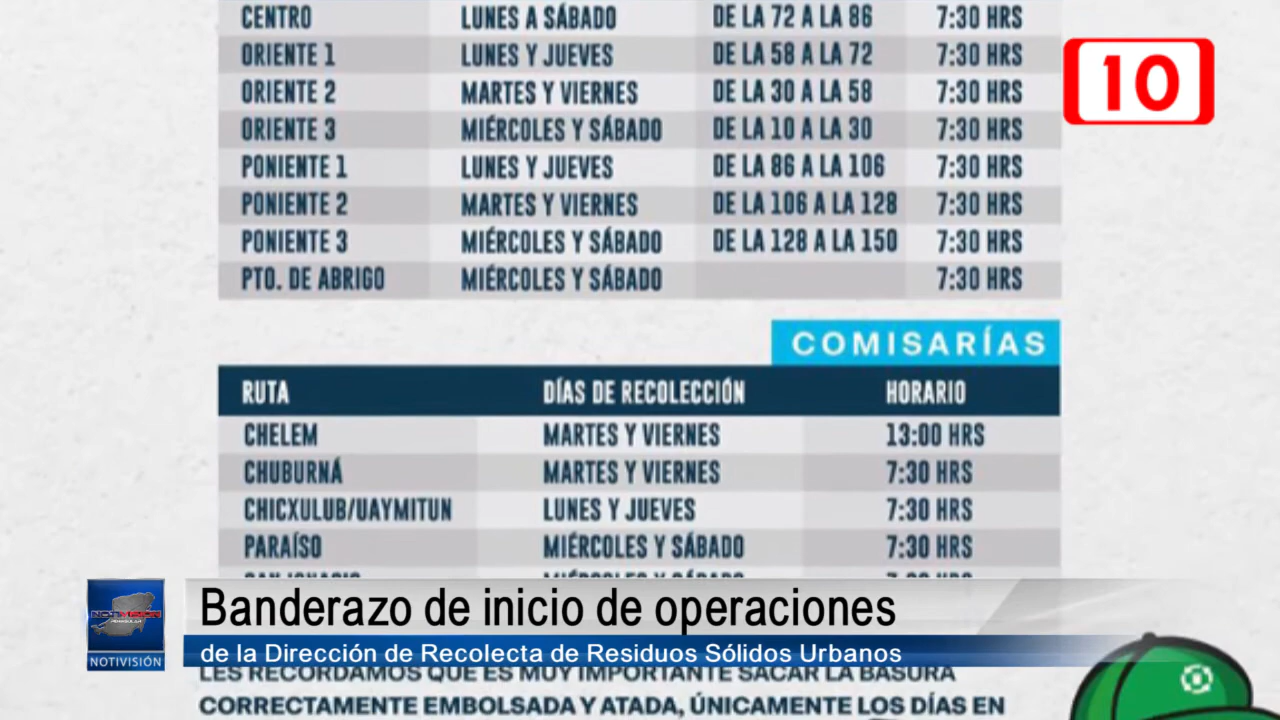 CENTRO LUNES A SÁBADO DE LA 72 A LA 86 7:30 HRS
ORIENTE 1 LUNES Y JUEVES DE LA 58 A LA 72 7:30 HRS
ORIENTE 2 MARTES Y VIERNES DE LA 30 A LA 58 7:30 HRS
ORIENTE 3 MIÉRCOLES Y SÁBADO DE LA 10 A LA 30 7:30 HRS
PONIENTE 1 LUNES Y JUEVES DE LA 86 A LA 106 7:30 HRS
PONIENTE 2 MARTES Y VIERNES DE LA 106 A LA 128 7:30 HRS
PONIENTE 3 MIÉRCOLES Y SÁBADO DE LA 128 A LA 150 7:30 HRS
PTO. DE ABRIGO MIÉRCOLES Y SÁBADO 7:30 HRS
10
COMISARÍAS
RUTA DÍAS DE RECOLECCIÓN HORARIO
CHELEM MARTES Y VIERNES 13:00 HRS
CHUBURNÁ MARTES Y VIERNES 7:30 HRS
CHICXULUB/UAYMITUN LUNES Y JUEVES 7:30 HRS
PARAÍSO MIÉRCOLES Y SÁBADO 7:30 HRS
Banderazo de inicio de operaciones
de la Dirección de Recolecta de Residuos Sólidos Urbanos
NOTIVISIÓN
LES RECORDAMOS QUE ES MUY IMPORTANTE SACAR LA BASURA
CORRECTAMENTE EMBOLSADA Y ATADA, ÚNICAMENTE LOS DÍAS EN